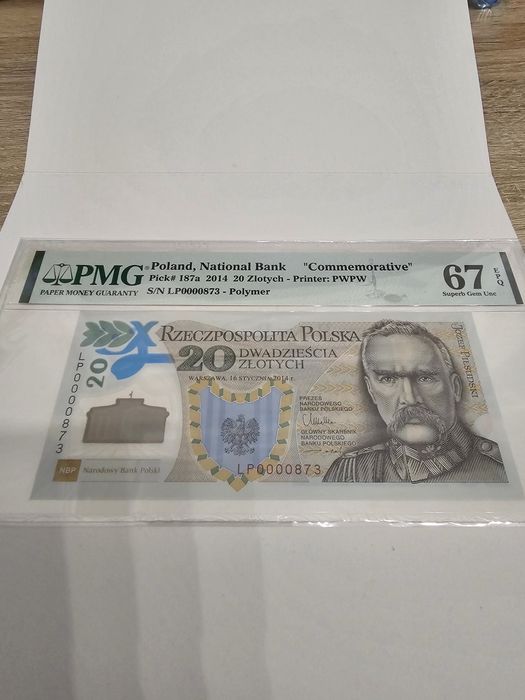 PMG
PAPER MONEY GUARANTY
Poland, National Bank "Commemorative"
Pick# 187a 2014 20 Zlotych - Printer: PWPW
S/N LP0000873 - Polymer
67 EPQ
Superb Gem Unc
20
LP0000873
RZECZPOSPOLITA POLSKA
20 DWADZIEŚCIA
ZŁOTYCH
WARSZAWA, 16 STYCZNIA 2014 r.
PREZES
NARODOWEGO
BANKU POLSKIEGO
GŁÓWNY SKARBNIK
NARODOWEGO
BANKU POLSKIEGO
Józef Piłsudski
LP0000873
NBP Narodowy Bank Polski